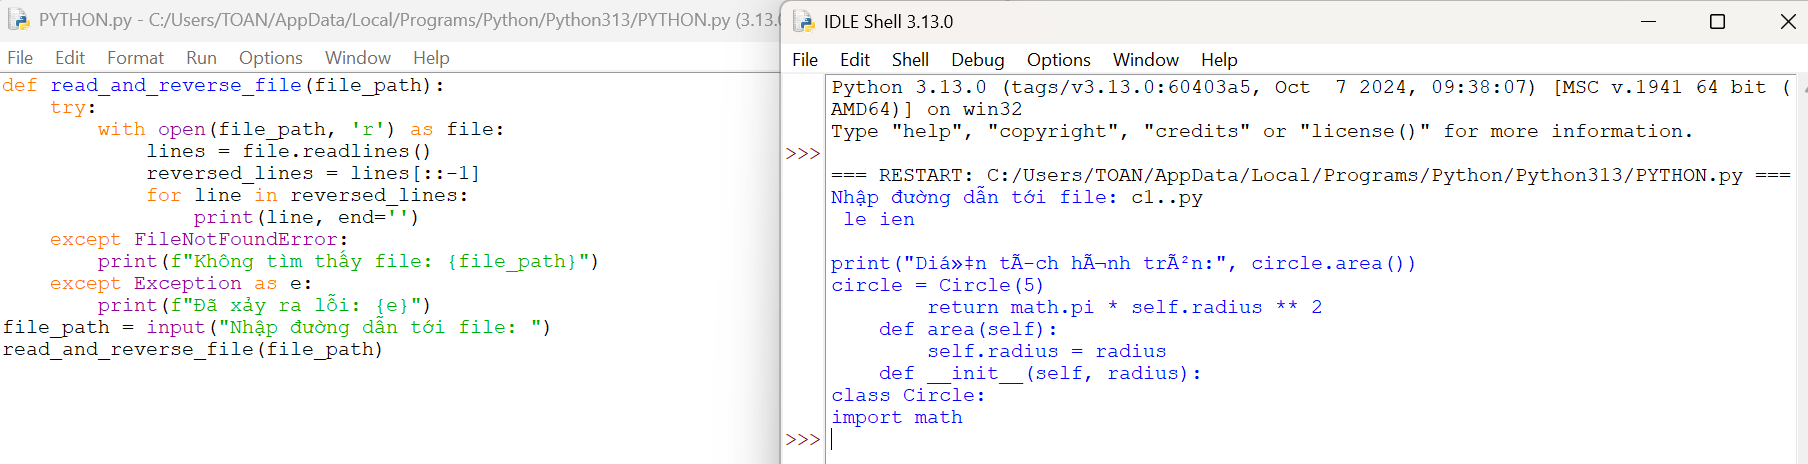 PYTHON.py - C:/Users/TOAN/AppData/Local/Programs/Python/Python313/PYTHON.py (3.13.
File Edit Format Run Options Window Help
def read_and_reverse_file(file_path):
    try:
        with open(file_path, 'r') as file:
            lines = file.readlines()
            reversed_lines = lines[::-1]
            for line in reversed_lines:
                print(line, end='')
    except FileNotFoundError:
        print(f"Không tìm thấy file: {file_path}")
    except Exception as e:
        print(f"Đã xảy ra lỗi: {e}")
file_path = input("Nhập đường dẫn tới file: ")
read_and_reverse_file(file_path)
IDLE Shell 3.13.0
File Edit Shell Debug Options Window Help
Python 3.13.0 (tags/v3.13.0:60403a5, Oct  7 2024, 09:38:07) [MSC v.1941 64 bit (
AMD64)] on win32
Type "help", "copyright", "credits" or "license()" for more information.
>>>
=== RESTART: C:/Users/TOAN/AppData/Local/Programs/Python/Python313/PYTHON.py ===
Nhập đường dẫn tới file: c1..py
 le ien
print("Diá»‡n tÃ­ch hÃ¬nh trÃ²n:", circle.area())
circle = Circle(5)
        return math.pi * self.radius ** 2
    def area(self):
        self.radius = radius
    def __init__(self, radius):
class Circle:
import math
>>>